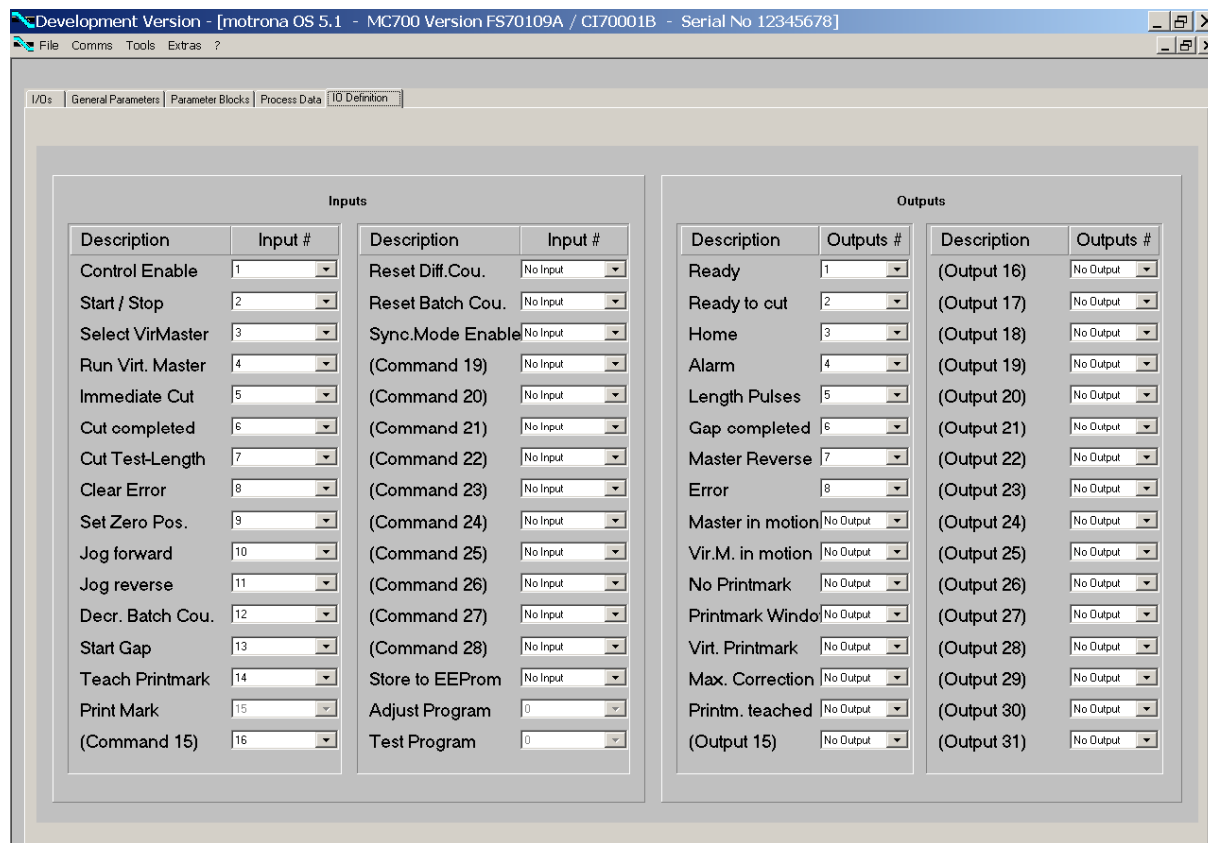 Development Version - [motrona OS 5.1 - MC700 Version FS70109A / CI70001B - Serial No 12345678]
File Comms Tools Extras ?
I/Os General Parameters Parameter Blocks Process Data IO Definition
Inputs
Description Input #
Control Enable 1
Start / Stop 2
Select VirMaster 3
Run Virt. Master 4
Immediate Cut 5
Cut completed 6
Cut Test-Length 7
Clear Error 8
Set Zero Pos. 9
Jog forward 10
Jog reverse 11
Decr. Batch Cou. 12
Start Gap 13
Teach Printmark 14
Print Mark 15
(Command 15) 16
Description Input #
Reset Diff.Cou. No Input
Reset Batch Cou. No Input
Sync.Mode Enable No Input
(Command 19) No Input
(Command 20) No Input
(Command 21) No Input
(Command 22) No Input
(Command 23) No Input
(Command 24) No Input
(Command 25) No Input
(Command 26) No Input
(Command 27) No Input
(Command 28) No Input
Store to EEProm No Input
Adjust Program 0
Test Program 0
Outputs
Description Outputs #
Ready 1
Ready to cut 2
Home 3
Alarm 4
Length Pulses 5
Gap completed 6
Master Reverse 7
Error 8
Master in motion No Output
Vir.M. in motion No Output
No Printmark No Output
Printmark Windo No Output
Virt. Printmark No Output
Max. Correction No Output
Printm. teached No Output
(Output 15) No Output
Description Outputs #
(Output 16) No Output
(Output 17) No Output
(Output 18) No Output
(Output 19) No Output
(Output 20) No Output
(Output 21) No Output
(Output 22) No Output
(Output 23) No Output
(Output 24) No Output
(Output 25) No Output
(Output 26) No Output
(Output 27) No Output
(Output 28) No Output
(Output 29) No Output
(Output 30) No Output
(Output 31) No Output